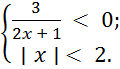 { 3/(2x + 1) < 0;
| x | < 2.